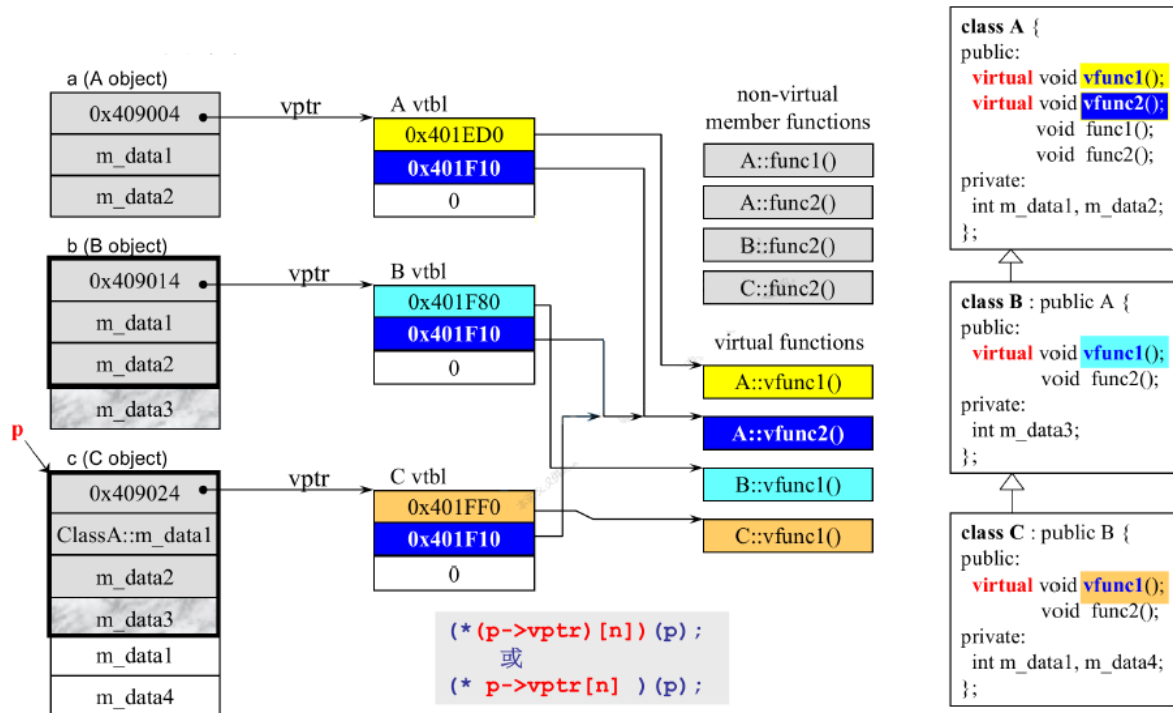 a (A object)
0x409004
m_data1
m_data2
vptr
A vtbl
0x401ED0
0x401F10
0
b (B object)
0x409014
m_data1
m_data2
m_data3
vptr
B vtbl
0x401F80
0x401F10
0
p
c (C object)
0x409024
ClassA::m_data1
m_data2
m_data3
m_data1
m_data4
vptr
C vtbl
0x401FF0
0x401F10
0
(*(p->vptr)[n])(p);
或
(* p->vptr[n] )(p);
non-virtual
member functions
A::func1()
A::func2()
B::func2()
C::func2()
virtual functions
A::vfunc1()
A::vfunc2()
B::vfunc1()
C::vfunc1()
class A {
public:
virtual void vfunc1();
virtual void vfunc2();
void func1();
void func2();
private:
int m_data1, m_data2;
};
class B : public A {
public:
virtual void vfunc1();
void func2();
private:
int m_data3;
};
class C : public B {
public:
virtual void vfunc1();
void func2();
private:
int m_data1, m_data4;
};